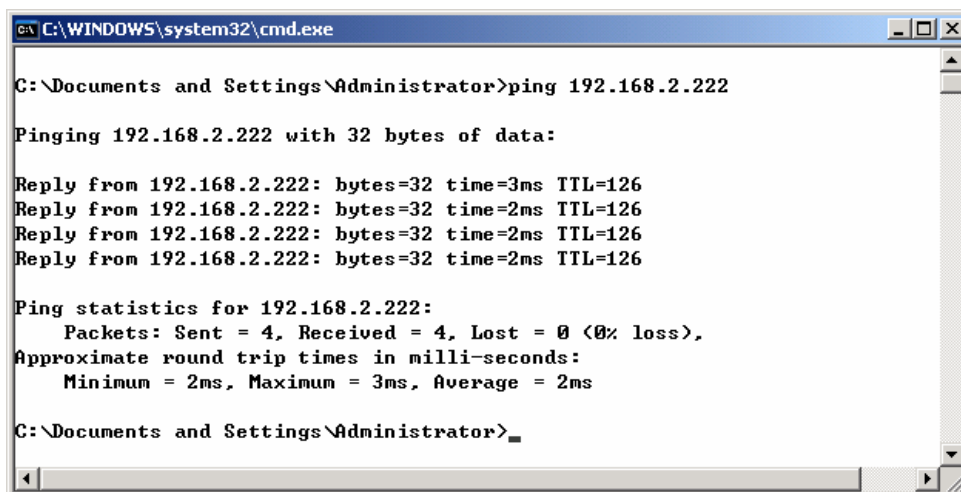 C:\WINDOWS\system32\cmd.exe
C:\Documents and Settings\Administrator>ping 192.168.2.222
Pinging 192.168.2.222 with 32 bytes of data:
Reply from 192.168.2.222: bytes=32 time=3ms TTL=126
Reply from 192.168.2.222: bytes=32 time=2ms TTL=126
Reply from 192.168.2.222: bytes=32 time=2ms TTL=126
Reply from 192.168.2.222: bytes=32 time=2ms TTL=126
Ping statistics for 192.168.2.222:
    Packets: Sent = 4, Received = 4, Lost = 0 (0% loss),
Approximate round trip times in milli-seconds:
    Minimum = 2ms, Maximum = 3ms, Average = 2ms
C:\Documents and Settings\Administrator>_